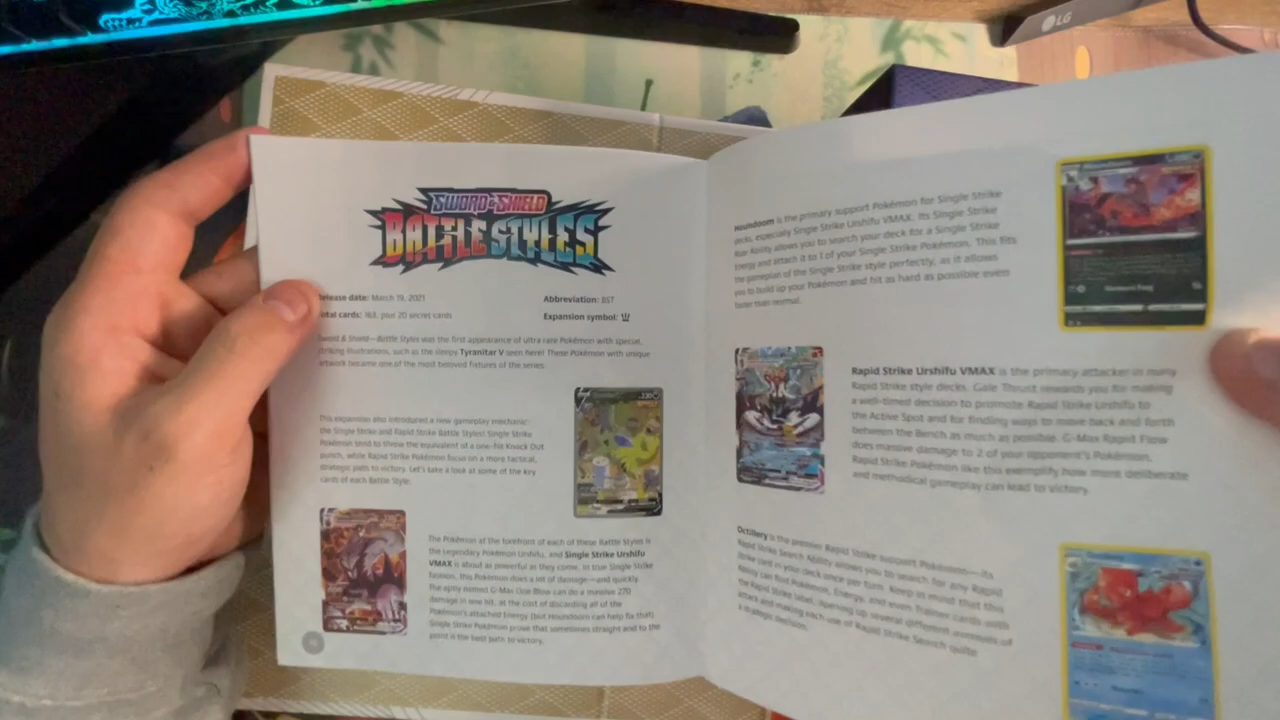 LG
SWORD & SHIELD
BATTLE STYLES
elease date: March 19, 2021
Abbreviation: BST
tal cards: 163, plus 20 secret cards
Expansion symbol:
Sword & Shield—Battle Styles was the first appearance of ultra rare Pokémon with special,
striking illustrations, such as the sleepy Tyranitar V seen here! These Pokémon with unique
artwork became one of the most beloved fixtures of the series.
This expansion also introduced a new gameplay mechanic:
the Single Strike and Rapid Strike Battle Styles! Single Strike
Pokémon tend to throw the equivalent of a one-hit Knock Out
punch, while Rapid Strike Pokémon focus on a more tactical,
strategic path to victory. Let's take a look at some of the key
cards of each Battle Style.
330
The Pokémon at the forefront of each of these Battle Styles is
the Legendary Pokémon Urshifu, and Single Strike Urshifu
VMAX is about as powerful as they come. In true Single Strike
fashion, this Pokémon does a lot of damage—and quickly.
The aptly named G-Max One Blow can do a massive 270
damage in one hit, at the cost of discarding all of the
Pokémon's attached Energy (but Houndoom can help fix that).
Single Strike Pokémon prove that sometimes straight and to the
point is the best path to victory.
Houndoom is the primary support Pokémon for Single Strike
decks, especially Single Strike Urshifu VMAX. Its Single Strike
Roar Ability allows you to search your deck for a Single Strike
Energy and attach it to 1 of your Single Strike Pokémon. This fits
the gameplan of the Single Strike style perfectly, as it allows
you to build up your Pokémon and hit as hard as possible even
faster than normal.
Houndoom
Rapid Strike Urshifu VMAX is the primary attacker in many
Rapid Strike style decks. Gale Thrust rewards you for making
a well-timed decision to promote Rapid Strike Urshifu to
the Active Spot and for finding ways to move back and forth
between the Bench as much as possible. G-Max Rapid Flow
does massive damage to 2 of your opponent's Pokémon.
Rapid Strike Pokémon like this exemplify how more deliberate
and methodical gameplay can lead to victory.
Octillery is the premier Rapid Strike support Pokémon—its
Rapid Strike Search Ability allows you to search for any Rapid
Strike card in your deck once per turn. Keep in mind that this
Ability can find Pokémon, Energy, and even Trainer cards with
the Rapid Strike label, opening up several different avenues of
attack and making each use of Rapid Strike Search quite
a strategic decision.